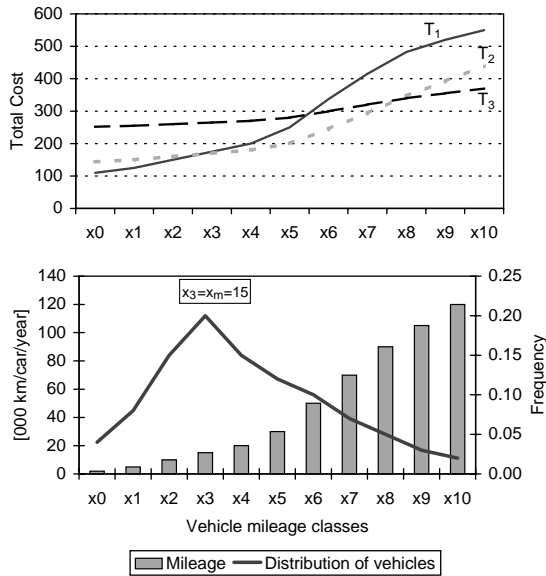 600
500
400
300
200
100
0
Total Cost
T1
T2
T3
x0 x1 x2 x3 x4 x5 x6 x7 x8 x9 x10
140
120
100
80
60
40
20
0
[000 km/car/year]
x3=xm=15
0.25
0.20
0.15
0.10
0.05
0.00
Frequency
x0 x1 x2 x3 x4 x5 x6 x7 x8 x9 x10
Vehicle mileage classes
Mileage Distribution of vehicles